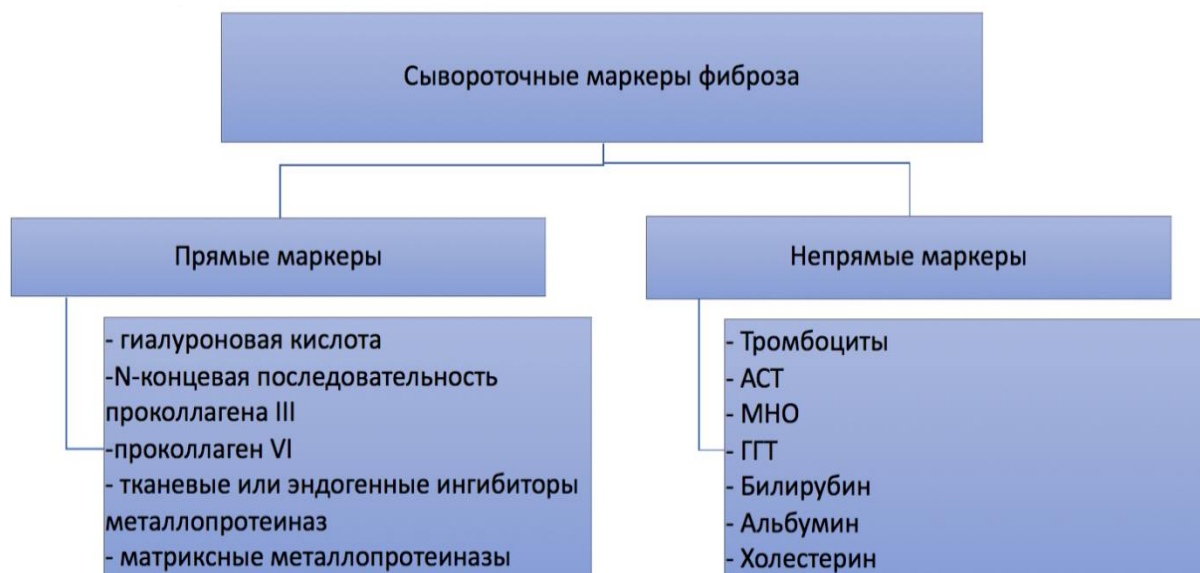 Сывороточные маркеры фиброза
Прямые маркеры
- гиалуроновая кислота
-N-концевая последовательность
проколлагена III
-проколлаген VI
- тканевые или эндогенные ингибиторы
металлопротеиназ
- матриксные металлопротеиназы
Непрямые маркеры
- Тромбоциты
- АСТ
- МНО
- ГГТ
- Билирубин
- Альбумин
- Холестерин